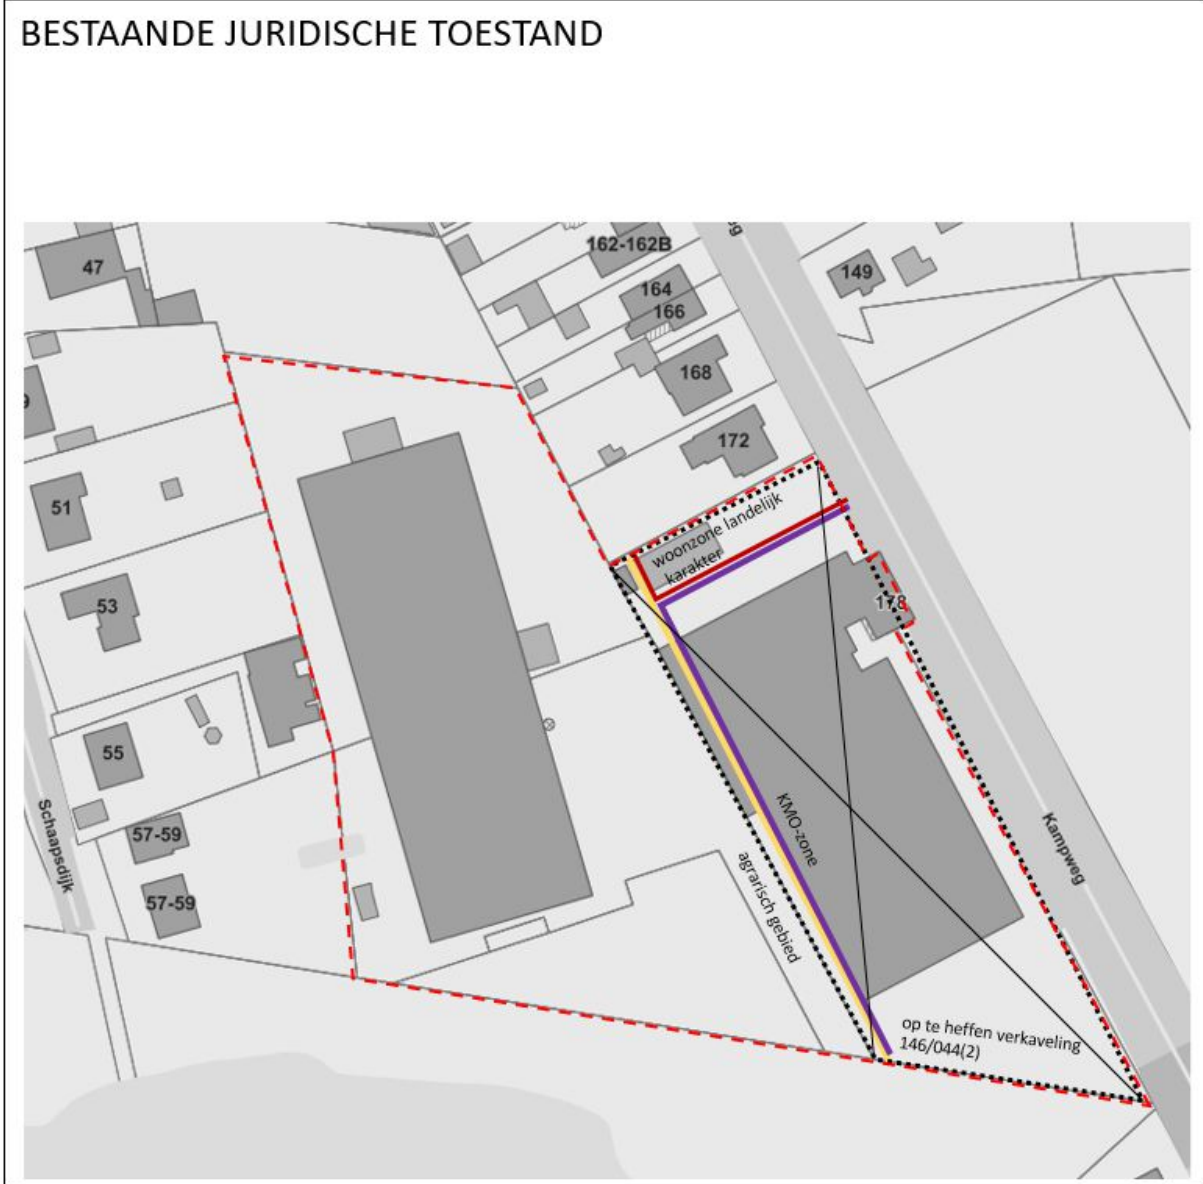 BESTAANDE JURIDISCHE TOESTAND
47
162-162B
149
164
166
168
172
51
53
55
57-59
57-59
Schaapsdijk
woonzone landelijk
karakter
178
KMO-zone
agrarisch gebied
Kampweg
op te heffen verkaveling
146/044(2)